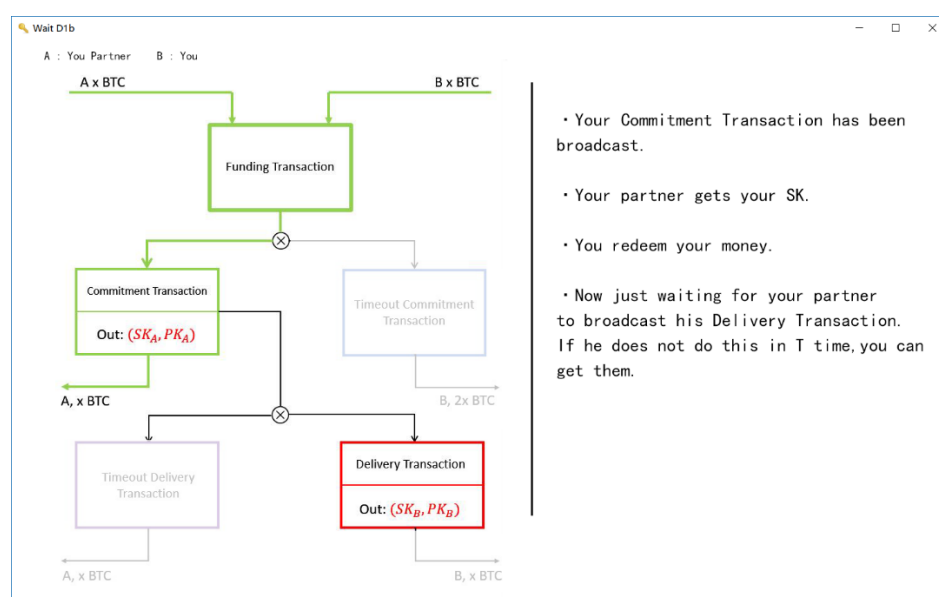 Wait D1b
A : You Partner B : You
A x BTC
B x BTC
Funding Transaction
Commitment Transaction
Out: (SK_A, PK_A)
Timeout Commitment
Transaction
A, x BTC
B, 2x BTC
Timeout Delivery
Transaction
Delivery Transaction
Out: (SK_B, PK_B)
A, x BTC
B, x BTC
·Your Commitment Transaction has been
broadcast.
·Your partner gets your SK.
·You redeem your money.
·Now just waiting for your partner
to broadcast his Delivery Transaction.
If he does not do this in T time,you can
get them.